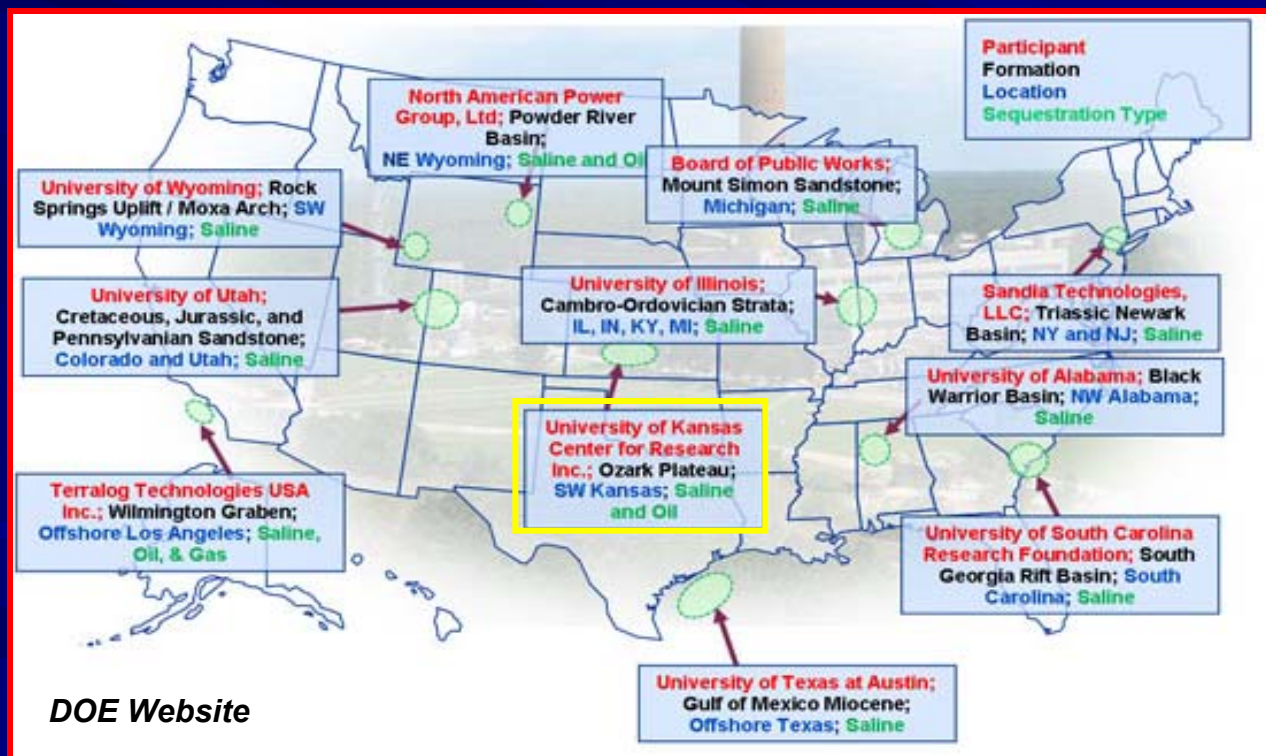 Participant
Formation
Location
Sequestration Type
North American Power
Group, Ltd; Powder River
Basin;
NE Wyoming; Saline and Oil
Board of Public Works;
Mount Simon Sandstone;
Michigan; Saline
University of Wyoming; Rock
Springs Uplift / Moxa Arch; SW
Wyoming; Saline
University of Utah;
Cretaceous, Jurassic, and
Pennsylvanian Sandstone;
Colorado and Utah; Saline
University of Illinois;
Cambro-Ordovician Strata;
IL, IN, KY, MI; Saline
Sandia Technologies,
LLC; Triassic Newark
Basin; NY and NJ; Saline
University of Alabama; Black
Warrior Basin; NW Alabama;
Saline
University of Kansas
Center for Research
Inc.; Ozark Plateau;
SW Kansas; Saline
and Oil
Terralog Technologies USA
Inc.; Wilmington Graben;
Offshore Los Angeles; Saline,
Oil, & Gas
University of South Carolina
Research Foundation; South
Georgia Rift Basin; South
Carolina; Saline
University of Texas at Austin;
Gulf of Mexico Miocene;
Offshore Texas; Saline
DOE Website